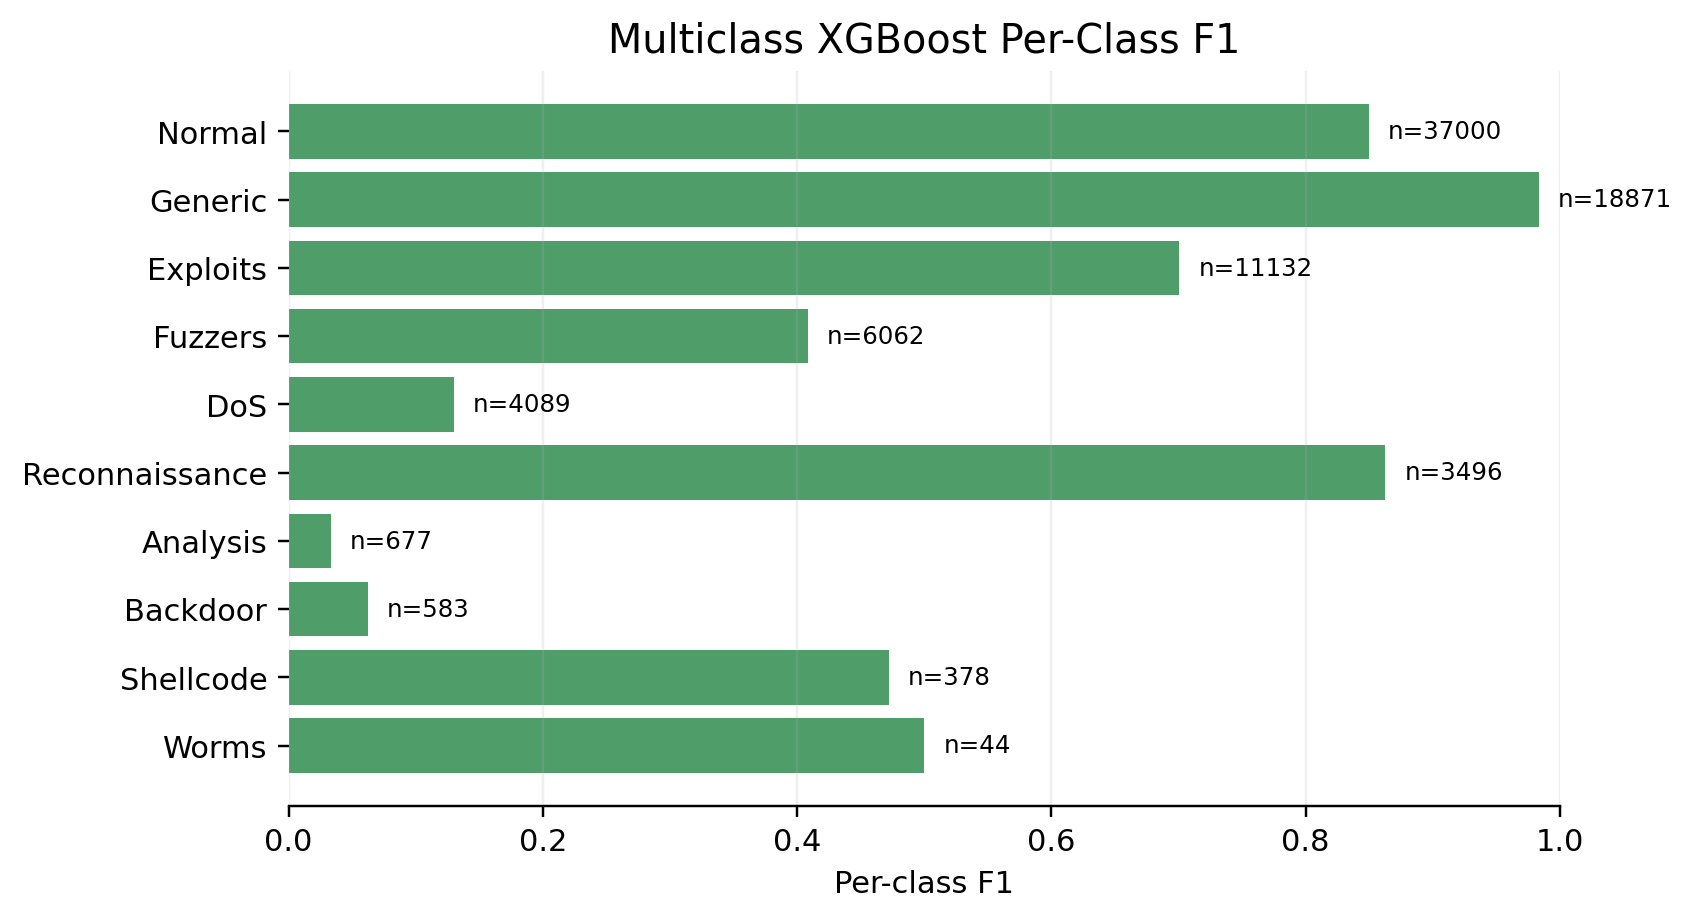 Multiclass XGBoost Per-Class F1
Normal n=37000
Generic n=18871
Exploits n=11132
Fuzzers n=6062
DoS n=4089
Reconnaissance n=3496
Analysis n=677
Backdoor n=583
Shellcode n=378
Worms n=44
0.0 0.2 0.4 0.6 0.8 1.0
Per-class F1